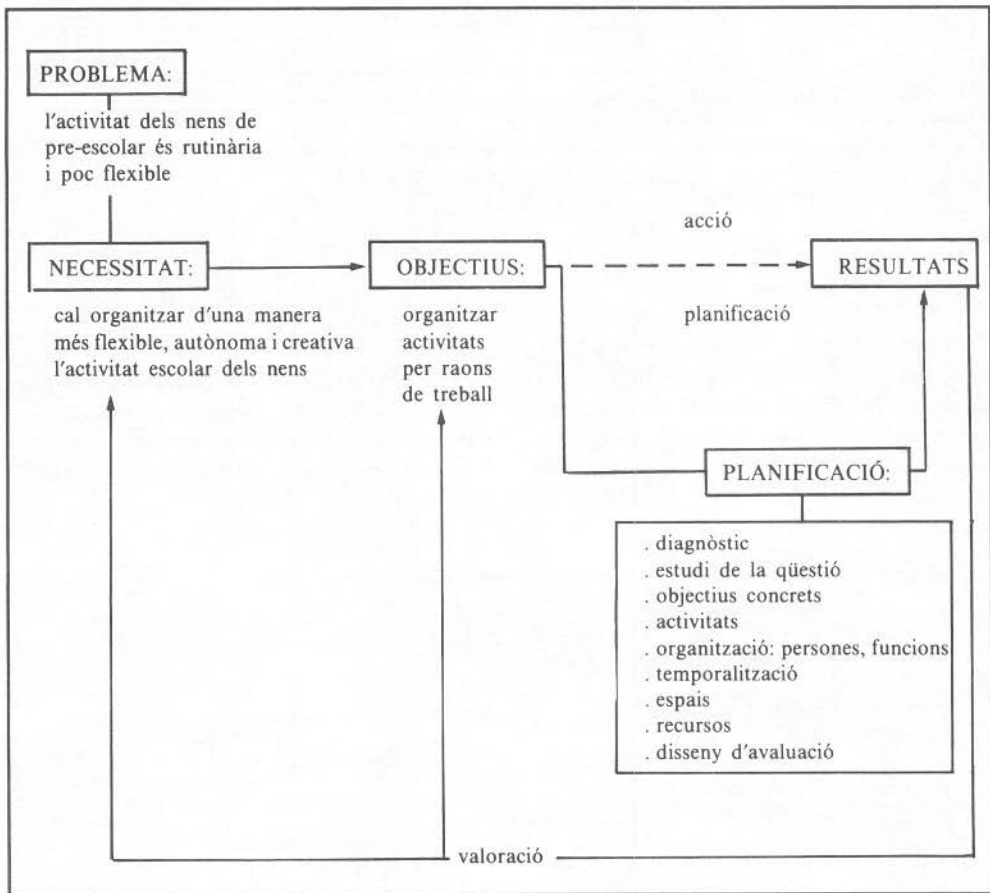 PROBLEMA:
l'activitat dels nens de
pre-escolar és rutinària
i poc flexible
NECESSITAT:
cal organitzar d'una manera
més flexible, autònoma i creativa
l'activitat escolar dels nens
OBJECTIUS:
organitzar
activitats
per raons
de treball
acció
planificació
RESULTATS
PLANIFICACIÓ:
. diagnòstic
. estudi de la qüestió
. objectius concrets
. activitats
. organització: persones, funcions
. temporalització
. espais
. recursos
. disseny d'avaluació
valoració